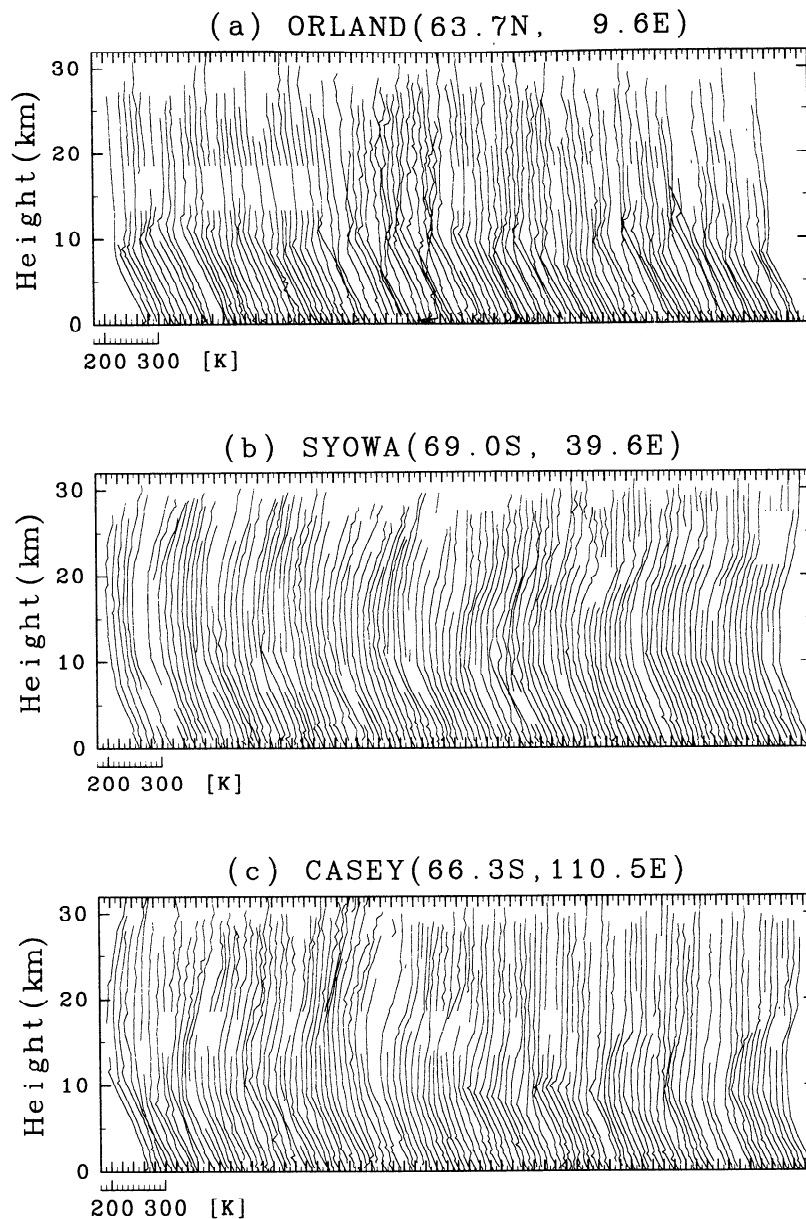 (a) ORLAND(63.7N, 9.6E)
30
20
10
0
Height(km)
200 300 [K]
(b) SYOWA(69.0S, 39.6E)
30
20
10
0
Height(km)
200 300 [K]
(c) CASEY(66.3S,110.5E)
30
20
10
0
Height(km)
200 300 [K]